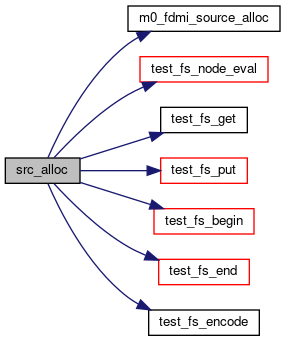 m0_fdmi_source_alloc
test_fs_node_eval
test_fs_get
src_alloc
test_fs_put
test_fs_begin
test_fs_end
test_fs_encode